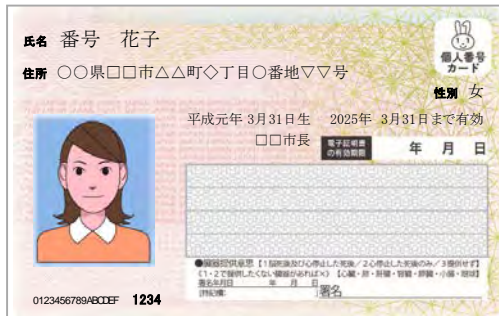 氏名 番号 花子
個人番号
カード
住所 ○○県□□市△△町◇丁目○番地▽▽号
性別 女
平成元年 3月31日生 2025年 3月31日まで有効
□□市長 電子証明書の有効期限 年 月 日
●臓器提供意思【1脳死後及び心停止した死後/2心停止した死後のみ/3提供せず】
《1・2で提供したくない臓器があれば×》【心臓・肺・肝臓・腎臓・膵臓・小腸・眼球】
署名年月日 年 月 日
[特記欄: ] 署名
0123456789ABCDEF 1234